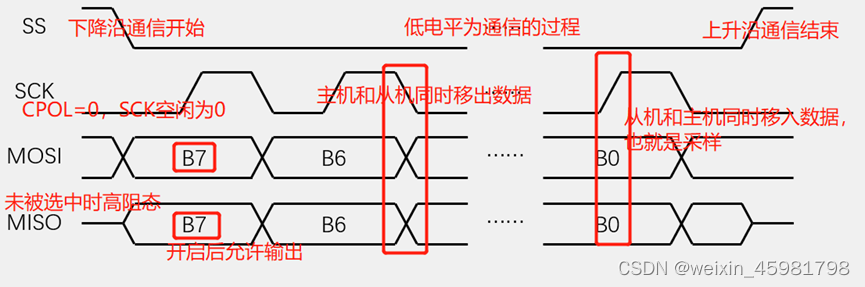 SS
下降沿通信开始
低电平为通信的过程
……
上升沿通信结束
SCK
CPOL=0，SCK空闲为0
主机和从机同时移出数据
……
从机和主机同时移入数据，
也就是采样
MOSI
B7
B6
……
B0
未被选中时高阻态
MISO
B7
B6
……
B0
开启后允许输出
CSDN @weixin_45981798